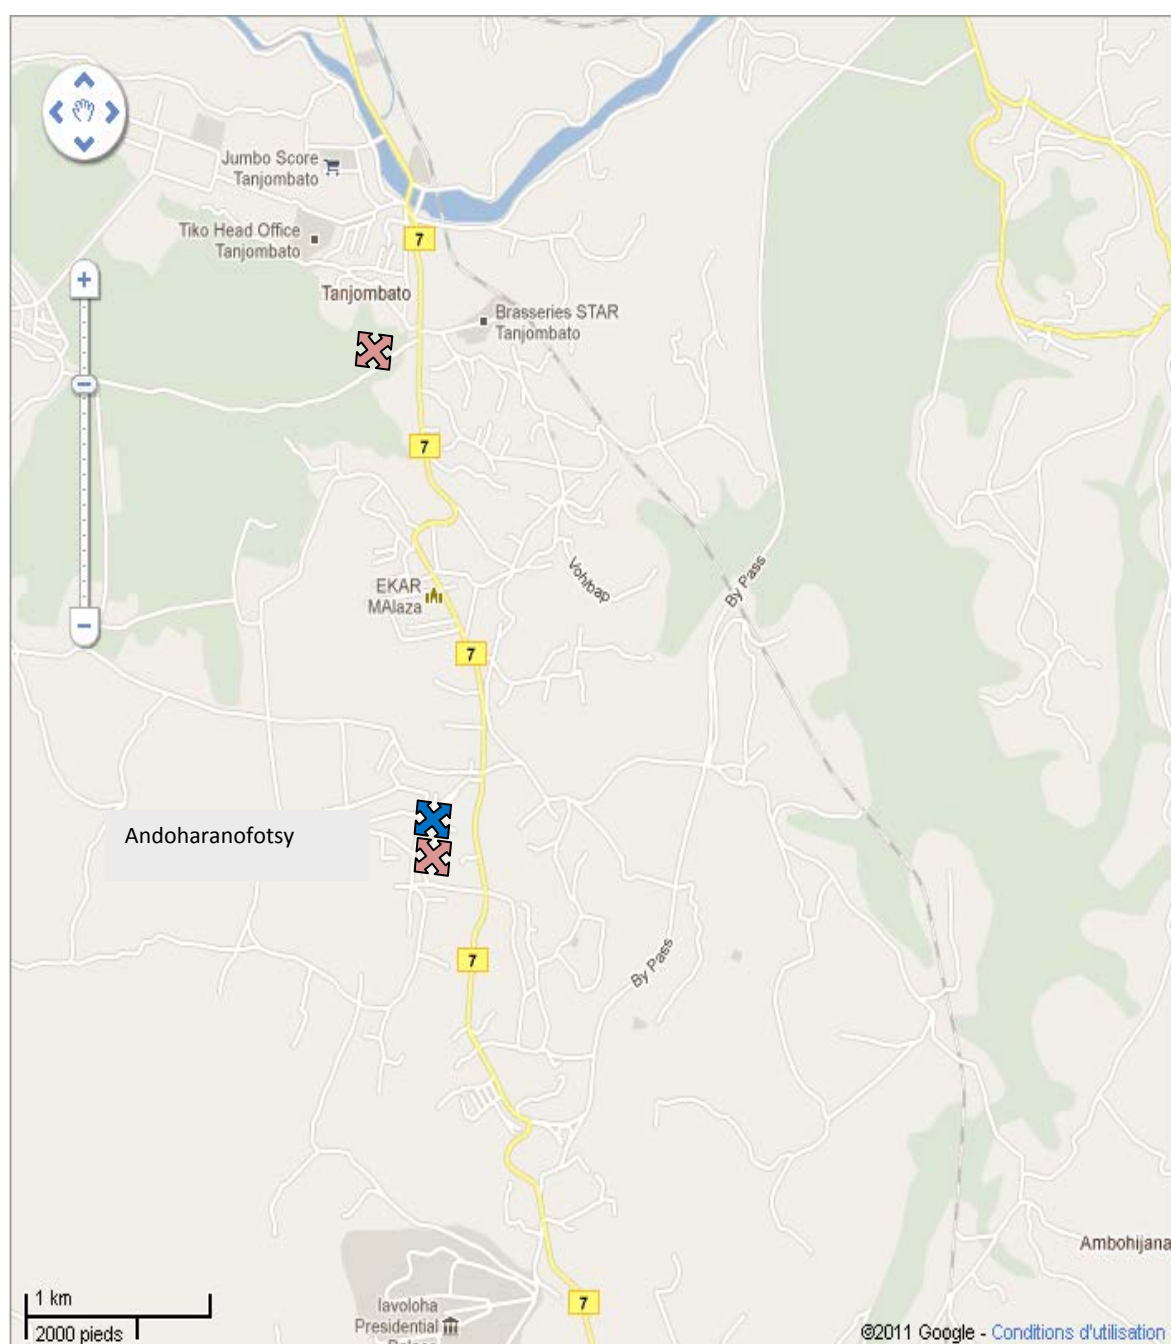 Jumbo Score
Tanjombato
Tiko Head Office
Tanjombato
7
Tanjombato
Brasseries STAR
Tanjombato
7
Vohibap
By Pass
EKAR
MAlaza
7
Andoharanofotsy
7
By Pass
Ambohijana
1 km
2000 pieds
Iavoloha
Presidential
7
©2011 Google - Conditions d'utilisation